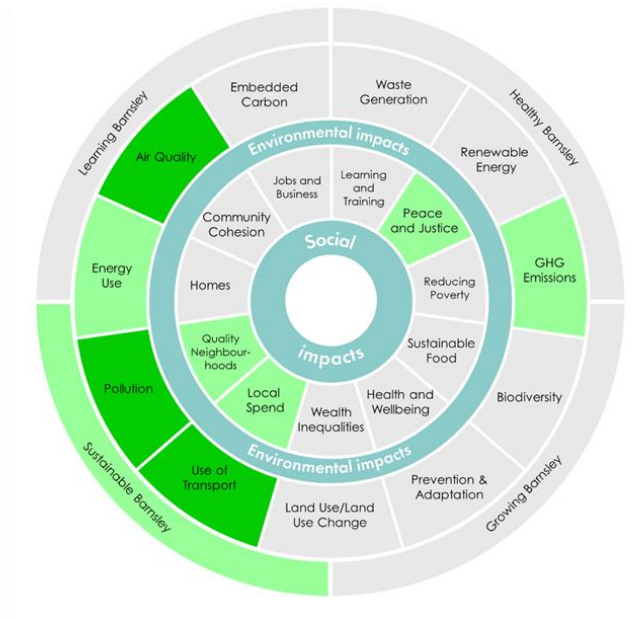 Learning Barnsley
Healthy Barnsley
Growing Barnsley
Sustainable Barnsley
Embedded
Carbon
Waste
Generation
Renewable
Energy
GHG
Emissions
Biodiversity
Prevention &
Adaptation
Land Use/Land
Use Change
Use of
Transport
Pollution
Energy
Use
Air Quality
Environmental impacts
Jobs and
Business
Learning
and
Training
Peace
and Justice
Reducing
Poverty
Sustainable
Food
Health and
Wellbeing
Wealth
Inequalities
Local
Spend
Quality
Neighbour-
hoods
Homes
Community
Cohesion
Social
impacts
Environmental impacts